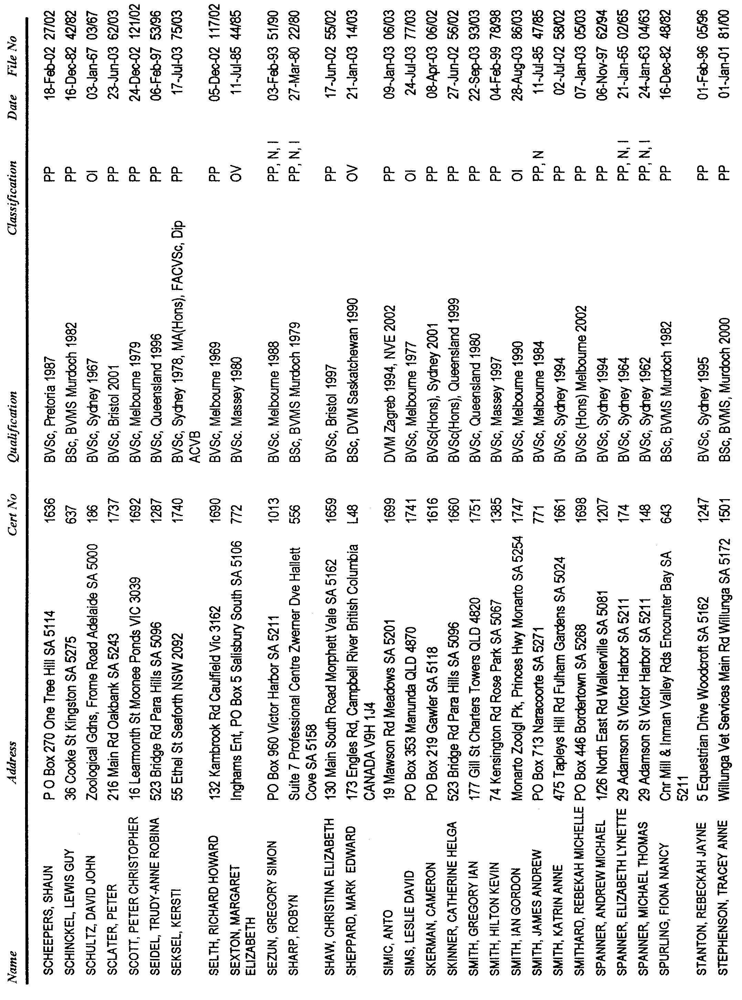 Name Address Cert No Qualification Classification Date File No
SCHEEPERS, SHAUN P O Box 270 One Tree Hill SA 5114 1636 BVSc, Pretoria 1987 PP 18-Feb-02 27/02
SCHINCKEL, LEWIS GUY 36 Cooke St Kingston SA 5275 637 BSc, BVMS Murdoch 1982 PP 16-Dec-82 42/82
SCHULTZ, DAVID JOHN Zoological Gdns, Frome Road Adelaide SA 5000 186 BVSc, Sydney 1967 OI 03-Jan-67 03/67
SCLATER, PETER 216 Main Rd Oakbank SA 5243 1737 BVSc, Bristol 2001 PP 23-Jun-03 62/03
SCOTT, PETER CHRISTOPHER 16 Learmonth St Moonee Ponds VIC 3039 1692 BVSc, Melbourne 1979 PP 24-Dec-02 121/02
SEIDEL, TRUDY-ANNE ROBINA 523 Bridge Rd Para Hills SA 5096 1287 BVSc, Queensland 1996 PP 06-Feb-97 53/96
SEKSEL, KERSTI 55 Ethel St Seaforth NSW 2092 1740 BVSc, Sydney 1978, MA(Hons), FACVSc, Dip PP 17-Jul-03 75/03
ACVB
SELTH, RICHARD HOWARD 132 Kambrook Rd Caulfield Vic 3162 1690 BVSc, Melbourne 1969 PP 05-Dec-02 117/02
SEXTON, MARGARET Inghams Ent, PO Box 5 Salisbury South SA 5106 772 BVSc. Massey 1980 OV 11-Jul-85 44/85
ELIZABETH
SEZUN, GREGORY SIMON PO Box 960 Victor Harbor SA 5211 1013 BVSc. Melbourne 1988 PP, N, I 03-Feb-93 51/90
SHARP, ROBYN Suite 7 Professional Centre Zwerner Dve Hallett 556 BSc, BVMS Murdoch 1979 PP, N, I 27-Mar-80 22/80
Cove SA 5158
SHAW, CHRISTINA ELIZABETH 130 Main South Road Morphett Vale SA 5162 1659 BVSc, Bristol 1997 PP 17-Jun-02 55/02
SHEPPARD, MARK EDWARD 173 Engles Rd, Campbell River British Columbia L48 BSc, DVM Saskatchewan 1990 OV 21-Jan-03 14/03
CANADA V9H 1J4
SIMIC, ANTO 19 Mawson Rd Meadows SA 5201 1699 DVM Zagreb 1994, NVE 2002 PP 09-Jan-03 06/03
SIMS, LESLIE DAVID PO Box 353 Manunda QLD 4870 1741 BVSc, Melbourne 1977 OI 24-Jul-03 77/03
SKERMAN, CAMERON PO Box 219 Gawler SA 5118 1616 BVSc(Hons), Sydney 2001 PP 08-Apr-03 06/02
SKINNER, CATHERINE HELGA 523 Bridge Rd Para Hills SA 5096 1660 BVSc(Hons), Queensland 1999 PP 27-Jun-02 56/02
SMITH, GREGORY IAN 177 Gill St Charters Towers QLD 4820 1751 BVSc, Queensland 1980 PP 22-Sep-03 93/03
SMITH, HILTON KEVIN 74 Kensington Rd Rose Park SA 5067 1385 BVSc, Massey 1997 PP 04-Feb-99 78/98
SMITH, IAN GORDON Monarto Zoolgl Pk, Princes Hwy Monarto SA 5254 1747 BVSc, Melbourne 1990 OI 28-Aug-03 86/03
SMITH, JAMES ANDREW PO Box 713 Naracoorte SA 5271 771 BVSc, Melbourne 1984 PP, N 11-Jul-85 47/85
SMITH, KATRIN ANNE 475 Tapleys Hill Rd Fulham Gardens SA 5024 1661 BVSc, Sydney 1994 PP 02-Jul-02 58/02
SMITHARD, REBEKAH MICHELLE PO Box 446 Bordertown SA 5268 1698 BVSc (Hons) Melbourne 2002 PP 07-Jan-03 05/03
SPANNER, ANDREW MICHAEL 1/26 North East Rd Walkerville SA 5081 1207 BVSc, Sydney 1994 PP 06-Nov-97 62/94
SPANNER, ELIZABETH LYNETTE 29 Adamson St Victor Harbor SA 5211 174 BVSc, Sydney 1964 PP, N, I 21-Jan-65 02/65
SPANNER, MICHAEL THOMAS 29 Adamson St Victor Harbor SA 5211 148 BVSc, Sydney 1962 PP, N, I 24-Jan-63 04/63
SPURLING, FIONA NANCY Cnr Mill & Inman Valley Rds Encounter Bay SA 643 BSc, BVMS Murdoch 1982 PP 16-Dec-82 48/82
5211
STANTON, REBECKAH JAYNE 5 Equestrian Drive Woodcroft SA 5162 1247 BVSc, Sydney 1995 PP 01-Feb-96 05/96
STEPHENSON, TRACEY ANNE Willunga Vet Services Main Rd Willunga SA 5172 1501 BSc, BVMS, Murdoch 2000 PP 01-Jan-01 81/00